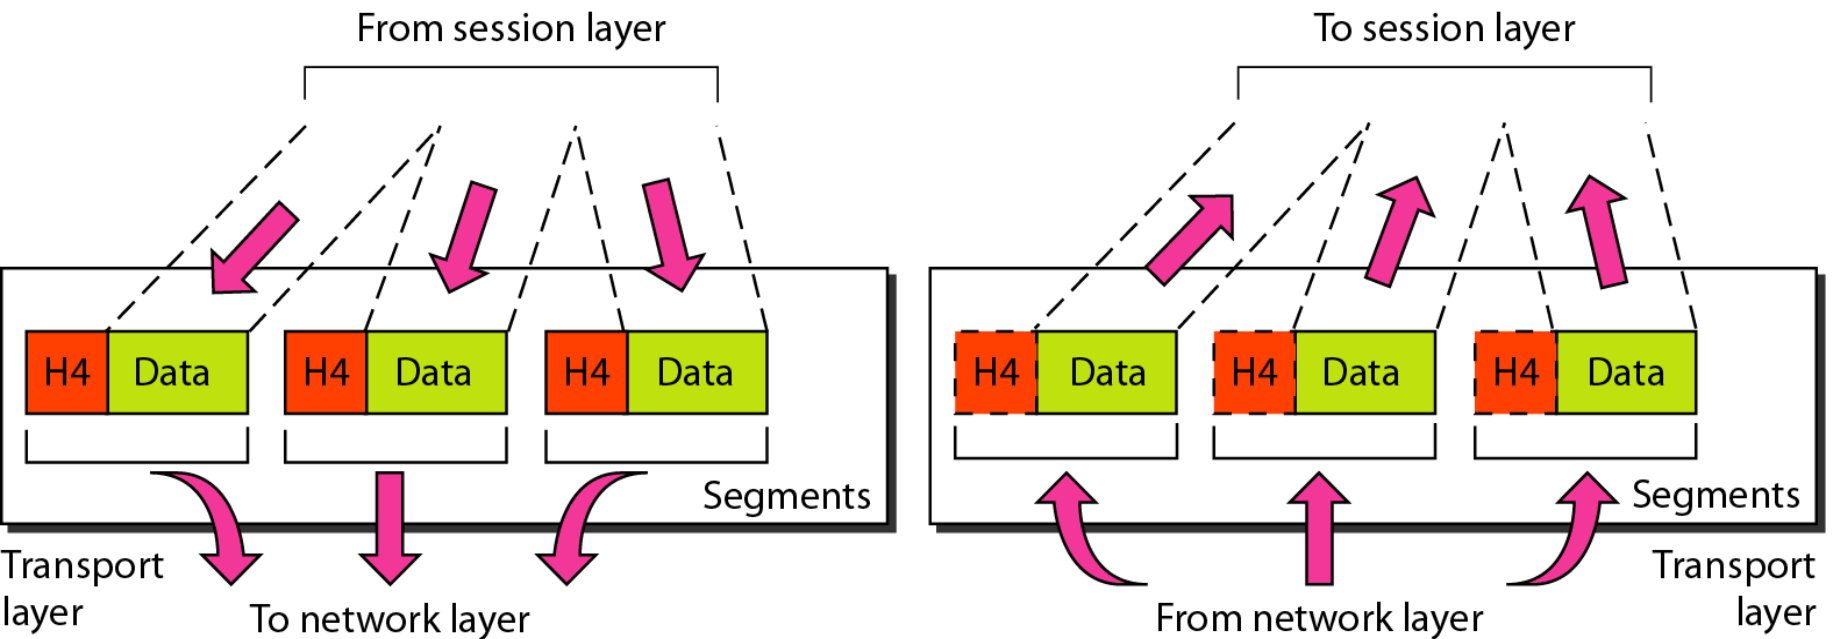 From session layer
H4 Data H4 Data H4 Data
Segments
Transport
layer
To network layer
To session layer
H4 Data H4 Data H4 Data
Segments
Transport
layer
From network layer